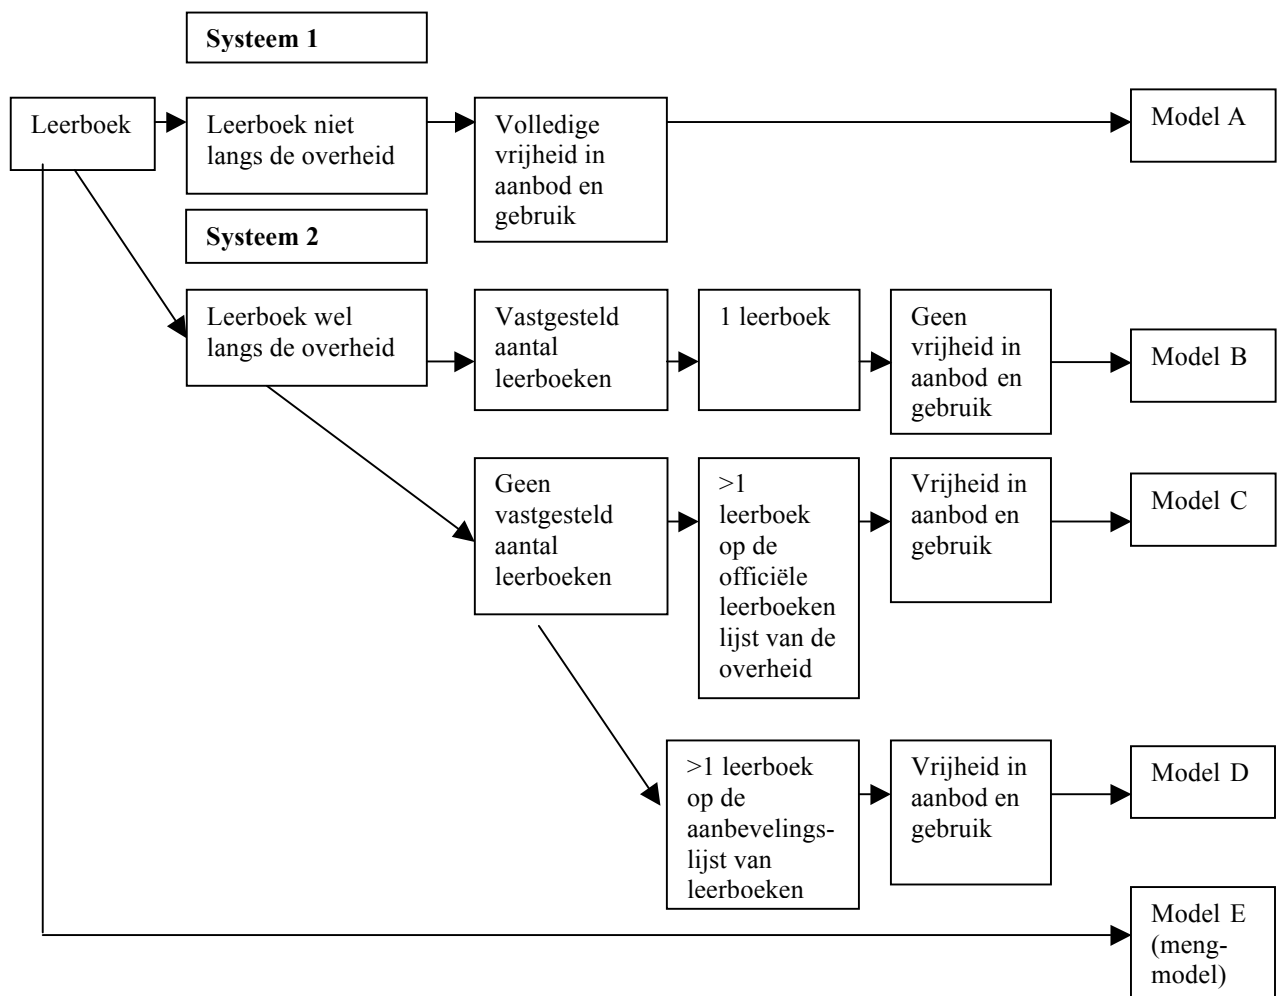 Systeem 1
Leerboek
Leerboek niet
langs de overheid
Volledige
vrijheid in
aanbod en
gebruik
Model A
Systeem 2
Leerboek wel
langs de overheid
Vastgesteld
aantal
leerboeken
1 leerboek
Geen
vrijheid in
aanbod en
gebruik
Model B
Geen
vastgesteld
aantal
leerboeken
>1
leerboek
op de
officiële
leerboeken
lijst van de
overheid
Vrijheid in
aanbod en
gebruik
Model C
>1 leerboek
op de
aanbevelings-
lijst van
leerboeken
Vrijheid in
aanbod en
gebruik
Model D
Model E
(meng-
model)